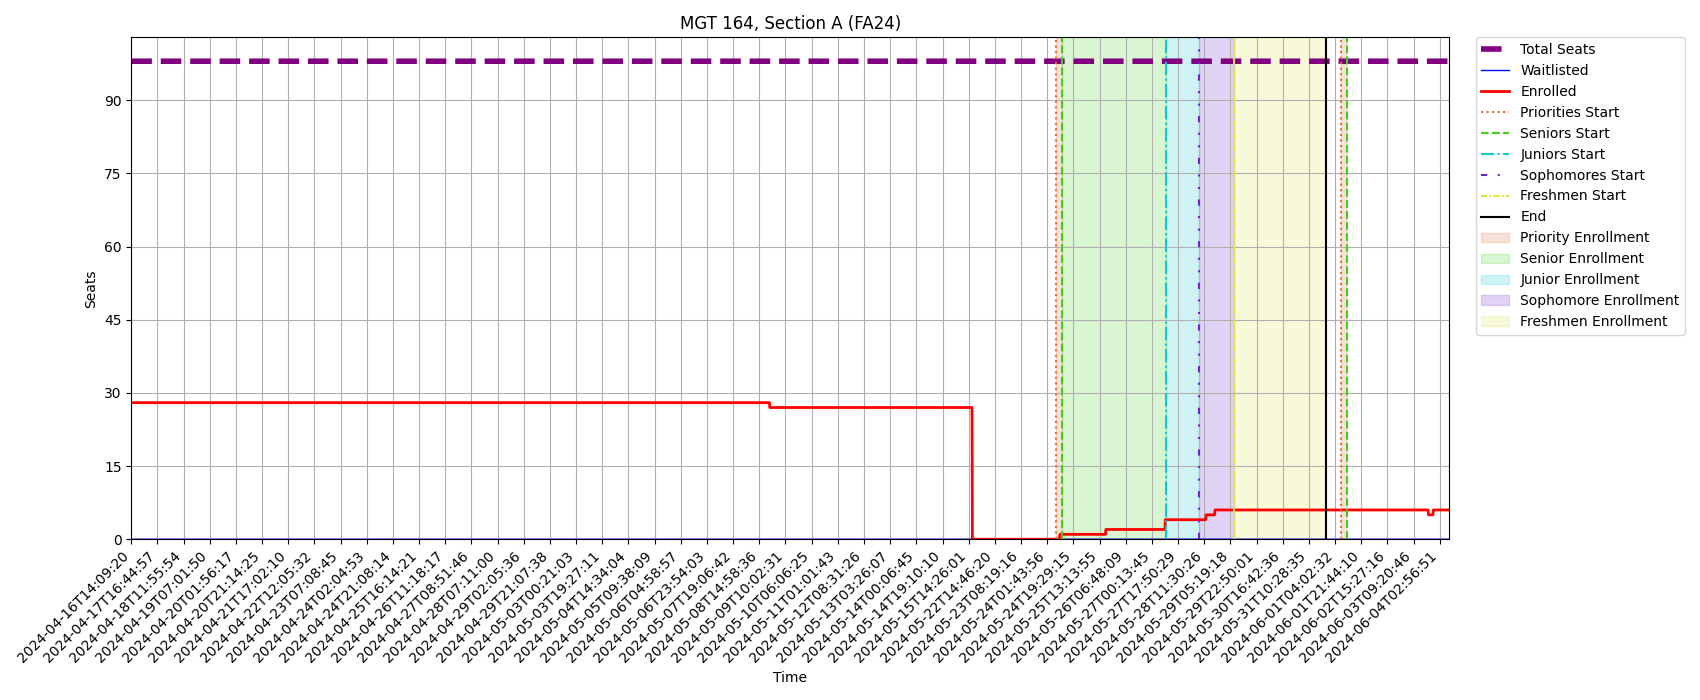 MGT 164, Section A (FA24)
Seats
90
75
60
45
30
15
0
2024-04-16T14:09:20
2024-04-17T16:44:57
2024-04-18T11:55:54
2024-04-19T07:01:50
2024-04-20T01:56:17
2024-04-20T21:14:25
2024-04-21T17:02:10
2024-04-22T12:05:32
2024-04-23T07:08:45
2024-04-24T02:04:53
2024-04-24T21:08:14
2024-04-25T16:14:21
2024-04-26T11:18:17
2024-04-27T08:51:46
2024-04-28T07:11:00
2024-04-29T02:05:36
2024-04-29T21:07:38
2024-05-03T00:21:03
2024-05-03T19:27:11
2024-05-04T14:34:04
2024-05-05T09:38:09
2024-05-06T04:58:57
2024-05-06T23:54:03
2024-05-07T19:06:42
2024-05-08T14:58:36
2024-05-09T10:02:31
2024-05-10T06:06:25
2024-05-11T01:01:43
2024-05-12T08:31:26
2024-05-13T03:26:07
2024-05-14T00:06:45
2024-05-14T19:10:10
2024-05-15T14:26:01
2024-05-22T14:46:20
2024-05-23T08:19:16
2024-05-24T01:43:56
2024-05-24T19:29:15
2024-05-25T13:13:55
2024-05-26T06:48:09
2024-05-27T00:13:45
2024-05-27T17:50:29
2024-05-28T11:30:26
2024-05-29T05:19:18
2024-05-29T22:50:01
2024-05-30T16:42:36
2024-05-31T10:28:35
2024-06-01T04:02:32
2024-06-01T21:44:10
2024-06-02T15:27:16
2024-06-03T09:20:46
2024-06-04T02:56:51
Time
Total Seats
Waitlisted
Enrolled
Priorities Start
Seniors Start
Juniors Start
Sophomores Start
Freshmen Start
End
Priority Enrollment
Senior Enrollment
Junior Enrollment
Sophomore Enrollment
Freshmen Enrollment